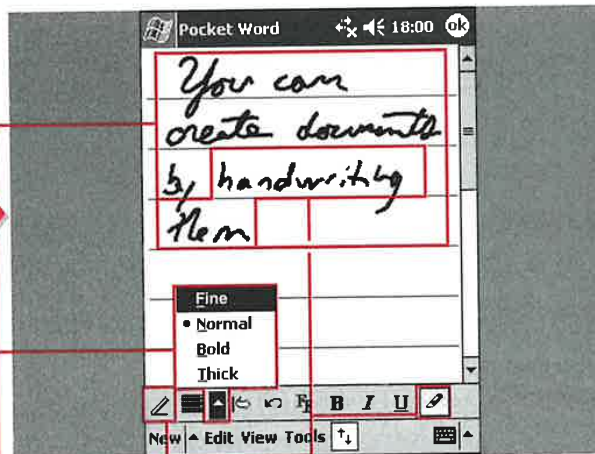 Pocket Word 18:00 ok
You can
create documents
by handwriting
them
Fine
Normal
Bold
Thick
B I U
New Edit View Tools